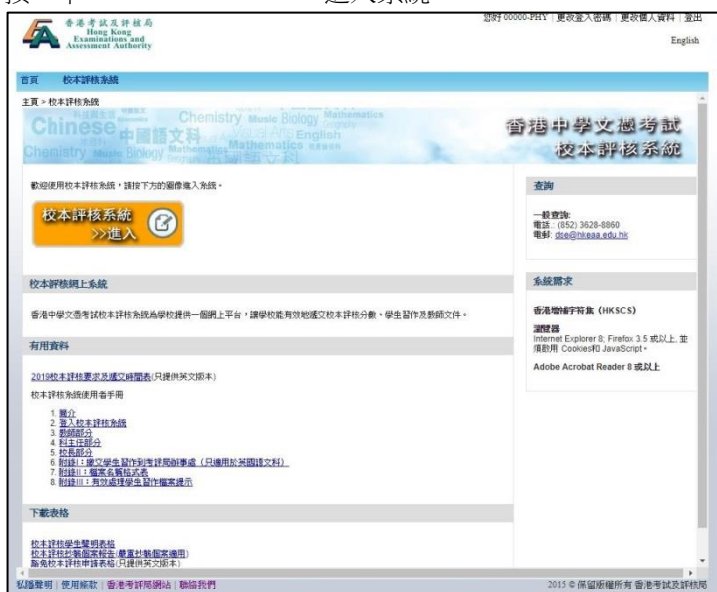 香港考試及評核局
Hong Kong
Examinations and
Assessment Authority
您好 00000-PHY | 更改登入密碼 | 更改個人資料 | 登出
English
首頁 校本評核系統
主頁 > 校本評核系統
Chinese 中國語文科 Chemistry Music Biology Mathematics
Visual Arts English
Chemistry Music Biology Mathematics
香港中學文憑考試
校本評核系統
歡迎使用校本評核系統，請按下方的圖像進入系統。
校本評核系統
>>進入
查詢
一般查詢:
電話：(852) 3628-8860
電郵: dse@hkeaa.edu.hk
校本評核網上系統
香港中學文憑考試校本評核系統為學校提供一個網上平台，讓學校能有效地遞交校本評核分數、學生習作及教師文件。
系統需求
香港增補字符集（HKSCS）
瀏覽器
Internet Explorer 8; Firefox 3.5 或以上, 並
須啟用 Cookies和 JavaScript。
Adobe Acrobat Reader 8 或以上
有用資料
2019校本評核要求及遞交時間表(只提供英文版本)
校本評核系統使用者手冊
1. 簡介
2. 登入校本評核系統
3. 教師部分
4. 科主任部分
5. 校長部分
6. 附錄I：繳交學生習作到考評局辦事處（只適用於英國語文科）
7. 附錄II：檔案名稱格式表
8. 附錄III：有效處理學生習作檔案提示
下載表格
校本評核學生聲明表格
校本評核抄襲個案報告(嚴重抄襲個案適用)
豁免校本評核申請表格(只提供英文版本)
私隱聲明 | 使用條款 | 香港考評局網站 | 聯絡我們
2015 © 保留版權所有 香港考試及評核局